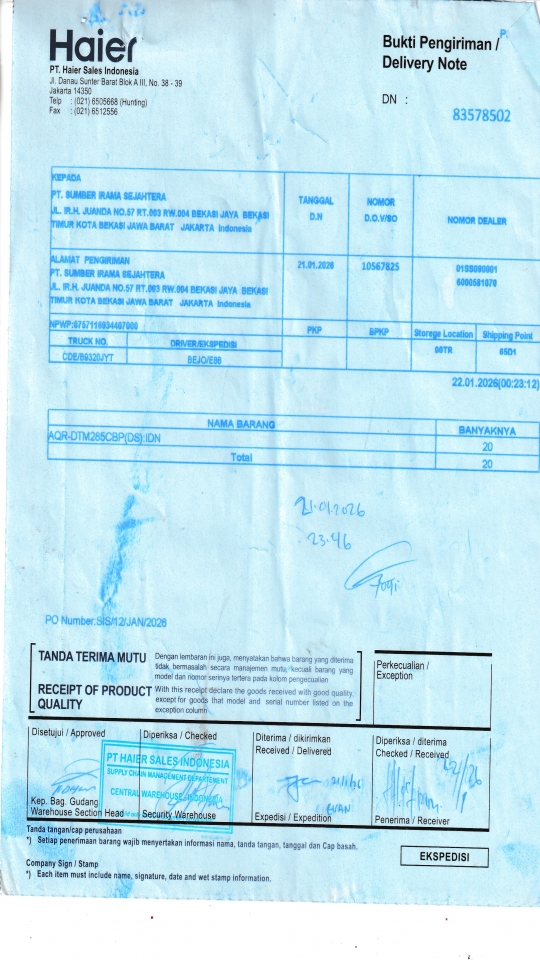 Haier
PT. Haier Sales Indonesia
Jl. Danau Sunter Barat Blok A III, No. 38 - 39
Jakarta 14350
Telp : (021) 6505668 (Hunting)
Fax : (021) 6512556
Bukti Pengiriman /
Delivery Note
DN :
83578502
KEPADA
PT. SUMBER IRAMA SEJAHTERA
JL. IR.H. JUANDA NO.57 RT.003 RW.004 BEKASI JAYA BEKASI
TIMUR KOTA BEKASI JAWA BARAT JAKARTA Indonesia
TANGGAL
D.N
NOMOR
D.O.V/SO
NOMOR DEALER
ALAMAT PENGIRIMAN
PT. SUMBER IRAMA SEJAHTERA
JL. IR.H. JUANDA NO.57 RT.003 RW.004 BEKASI JAYA BEKASI
TIMUR KOTA BEKASI JAWA BARAT JAKARTA Indonesia
21.01.2026
10567825
PKP
BPKP
Storege Location
Shipping Point
00TR
65D1
TRUCK NO.
DRIVER/EKSPEDISI
BEJO/E88
22.01.2026(00:23:12)
NAMA BARANG
BANYAKNYA
AQR-DTM285CBP(DS):IDN
20
Total
20
21.01.2026
23.46
PO Number:SIS/12/JAN/2026
TANDA TERIMA MUTU
Dengan lembaran ini juga, menyatakan bahwa barang yang diterima
tidak bermasalah secara manajemen mutu, kecuali barang yang
model dan nomor serinya tertera pada kolom pengecualian
RECEIPT OF PRODUCT
QUALITY
With this receipt declare the goods received with good quality,
except for goods that model and serial number listed on the
exception column
Perkecualian /
Exception
Disetujui / Approved
Diperiksa / Checked
Diterima / dikirimkan
Received / Delivered
Diperiksa / diterima
Checked / Received
PT HAIER SALES INDONESIA
SUPPLY CHAIN MANAGEMENT DEPARTEMENT
CENTRAL WAREHOUSE, INDONESIA
Kep. Bag. Gudang
Warehouse Section Head
Security Warehouse
Expedisi / Expedition
Penerima / Receiver
Tanda tangan/cap perusahaan
*) Setiap penerimaan barang wajib menyertakan informasi nama, tanda tangan, tanggal dan Cap basah.
EKSPEDISI
Company Sign / Stamp
*) Each item must include name, signature, date and wet stamp information.